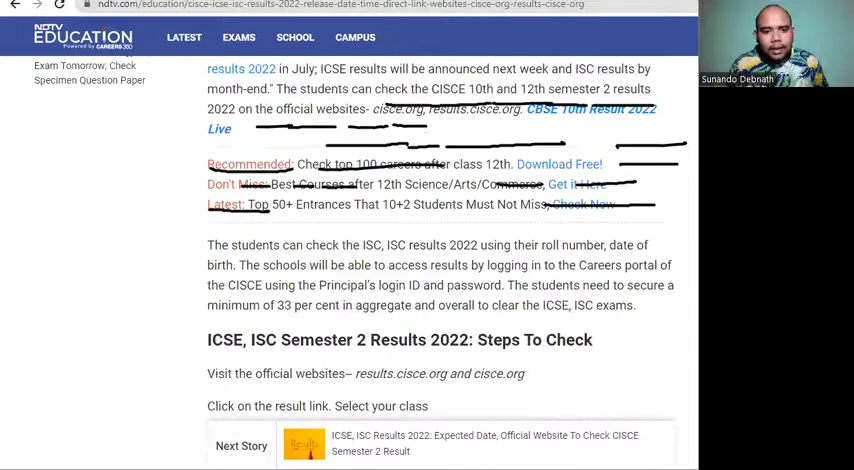 ndtv.com/education/cisce-icse-isc-results-2022-release-date-time-direct-link-websites-cisce-org-results-cisce-org
NDTV
EDUCATION
Powered by CAREERS360
LATEST EXAMS SCHOOL CAMPUS
Sunando Debnath
Exam Tomorrow; Check
Specimen Question Paper
results 2022 in July; ICSE results will be announced next week and ISC results by
month-end." The students can check the CISCE 10th and 12th semester 2 results
2022 on the official websites- cisce.org, results.cisce.org. CBSE 10th Result 2022
Live
Recommended: Check top 100 careers after class 12th. Download Free!
Don't Miss: Best Courses after 12th Science/Arts/Commerce, Get it Here
Latest: Top 50+ Entrances That 10+2 Students Must Not Miss, Check Now
The students can check the ISC, ISC results 2022 using their roll number, date of
birth. The schools will be able to access results by logging in to the Careers portal of
the CISCE using the Principal's login ID and password. The students need to secure a
minimum of 33 per cent in aggregate and overall to clear the ICSE, ISC exams.
ICSE, ISC Semester 2 Results 2022: Steps To Check
Visit the official websites-- results.cisce.org and cisce.org
Click on the result link. Select your class
Next Story
Results
ICSE, ISC Results 2022: Expected Date, Official Website To Check CISCE
Semester 2 Result